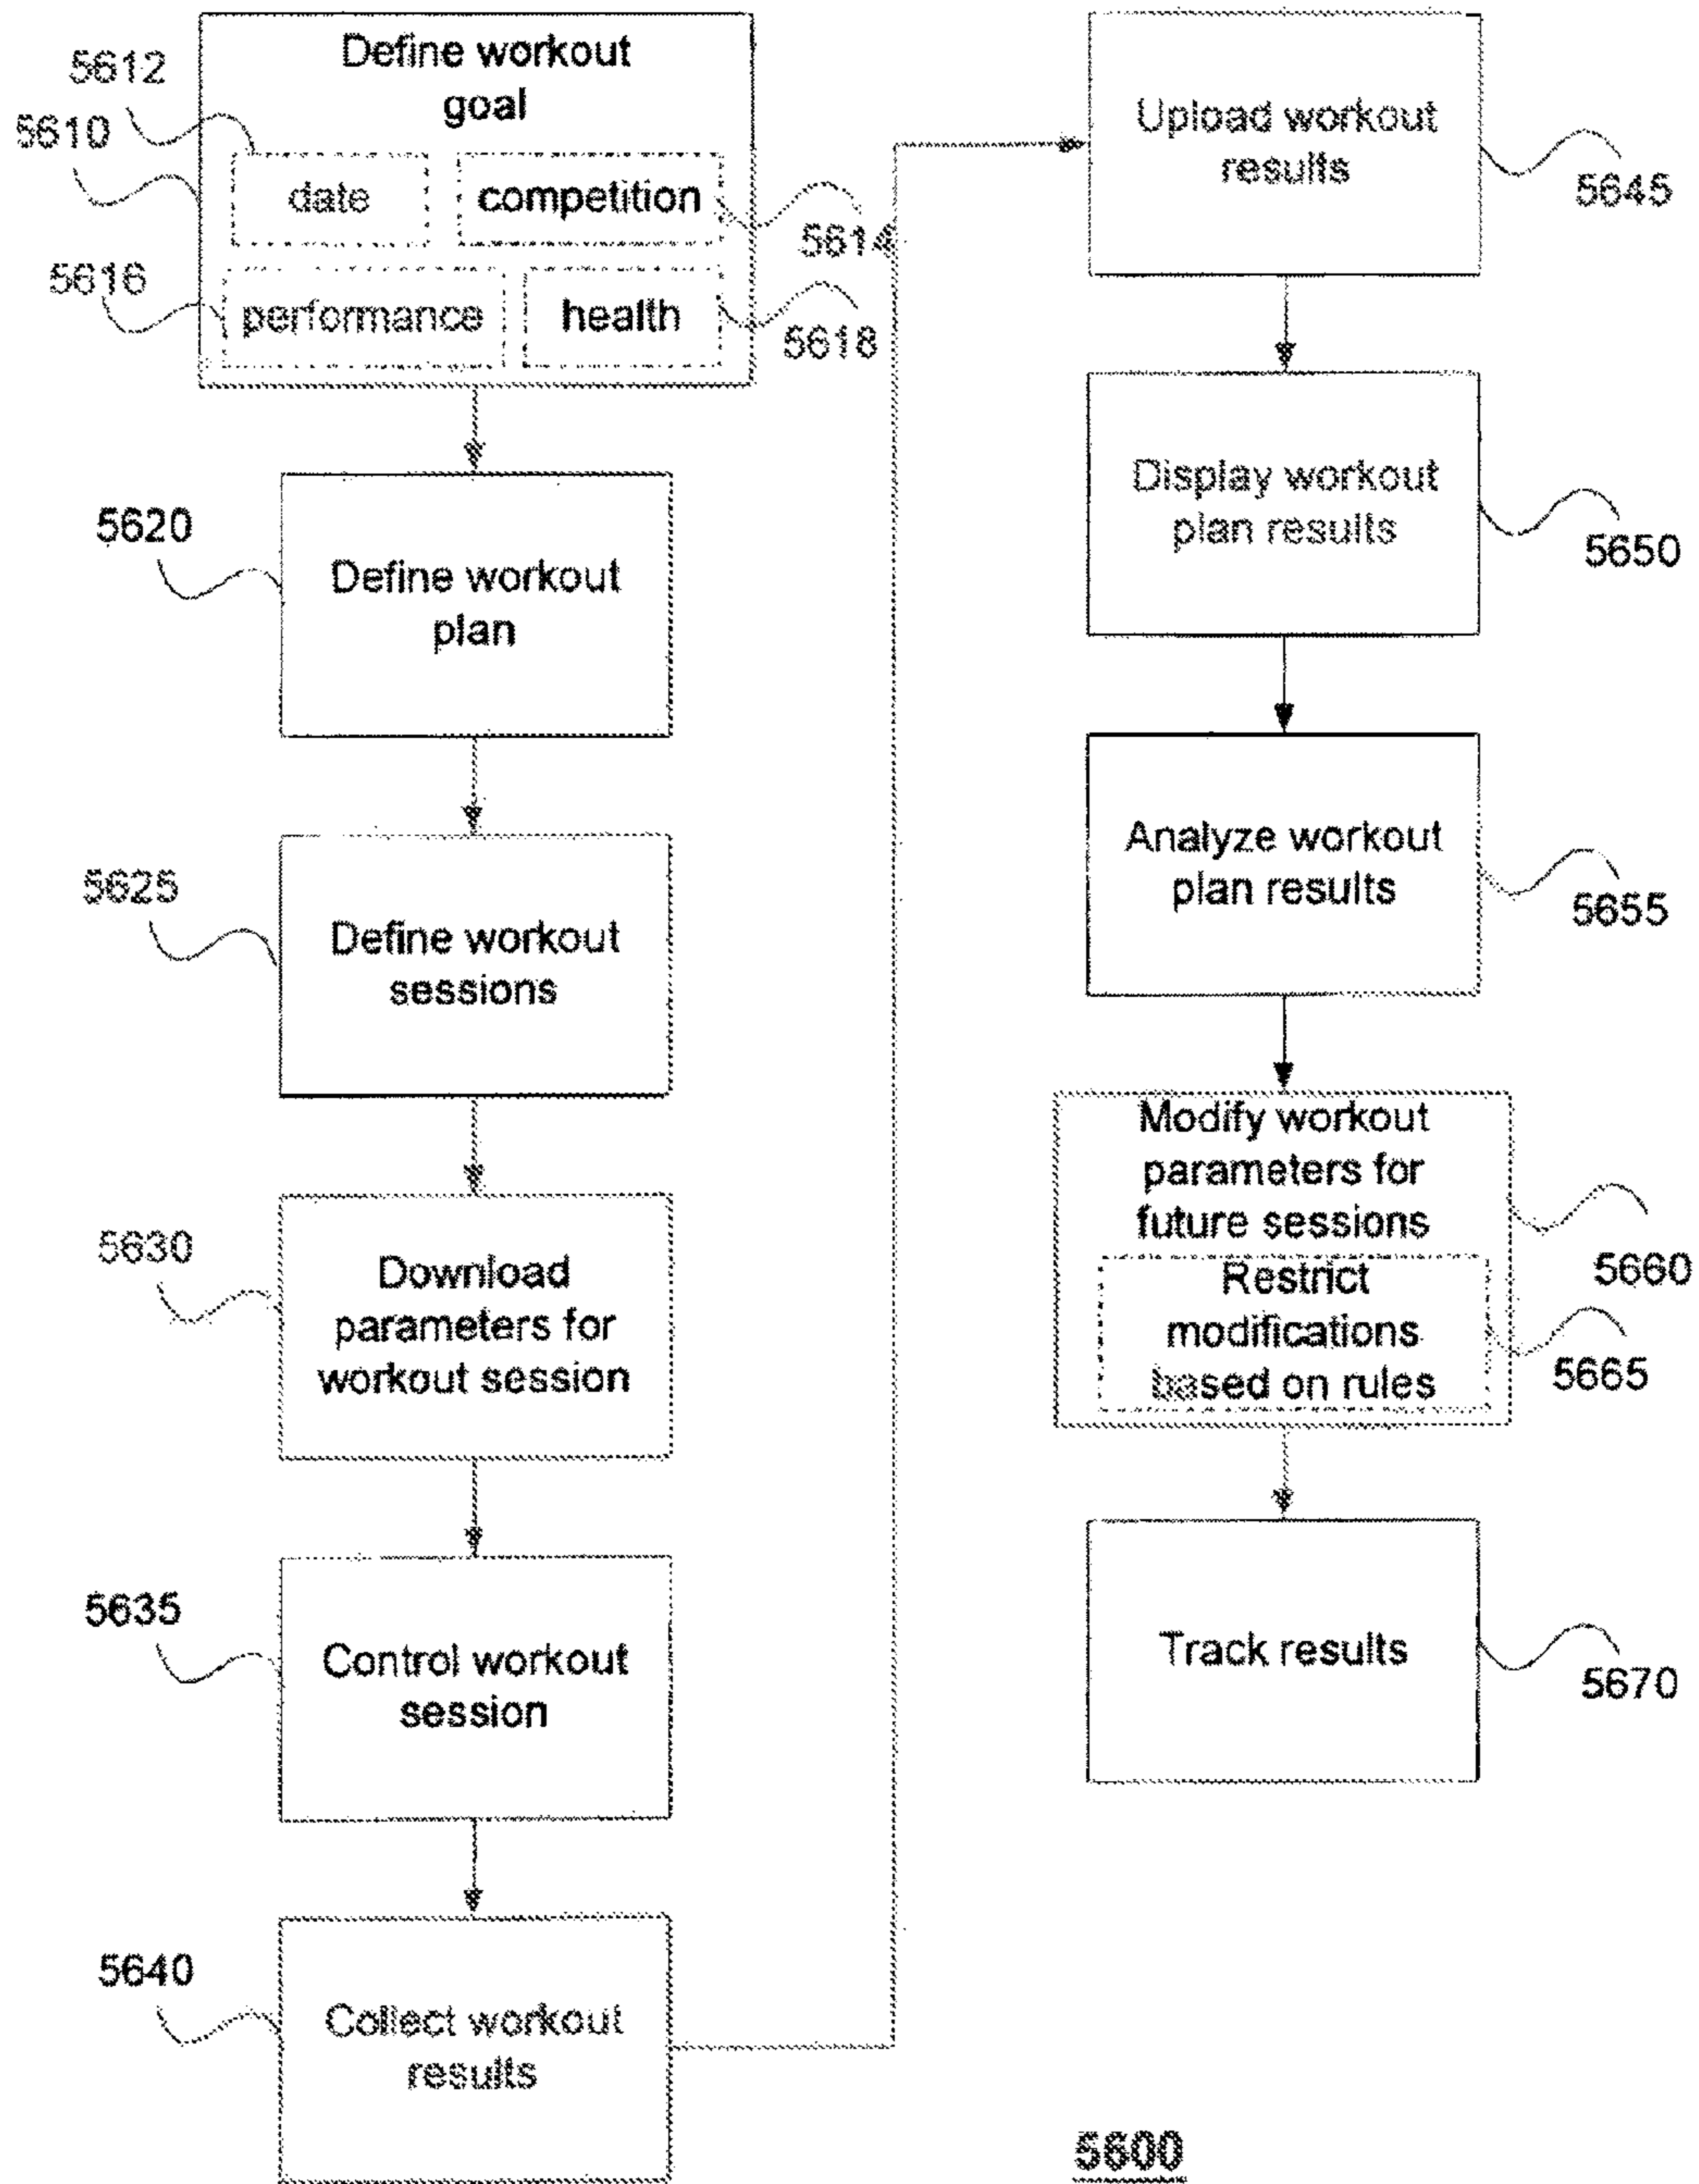 Define workout
goal
5612
5610
date
competition
5614
5616
performance
health
5618
5620
Define workout
plan
5625
Define workout
sessions
5630
Download
parameters for
workout session
5635
Control workout
session
5640
Collect workout
results
Upload workout
results
5645
Display workout
plan results
5650
Analyze workout
plan results
5655
Modify workout
parameters for
future sessions
5660
Restrict
modifications
based on rules
5665
Track results
5670
5600